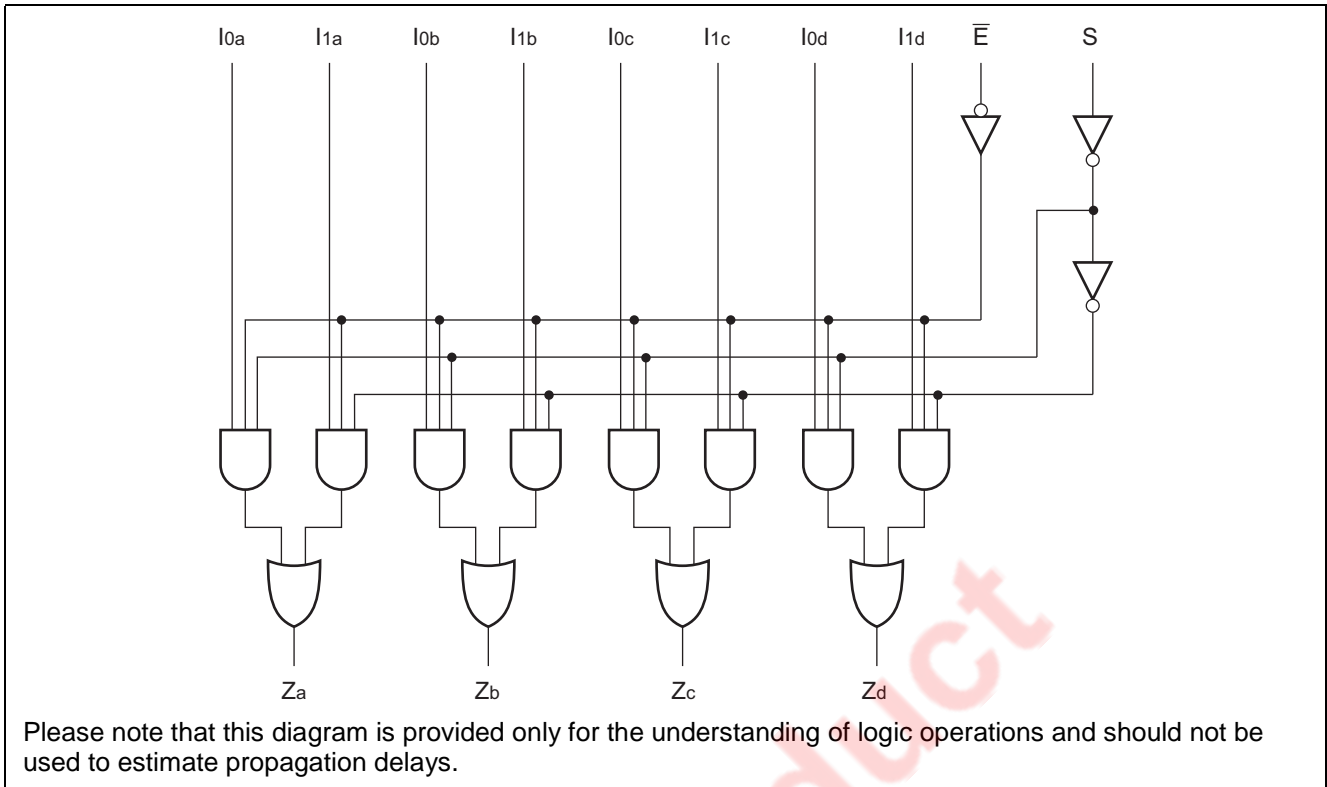 I0a I1a I0b I1b I0c I1c I0d I1d E̅ S
Za Zb Zc Zd
Please note that this diagram is provided only for the understanding of logic operations and should not be
used to estimate propagation delays.
duct